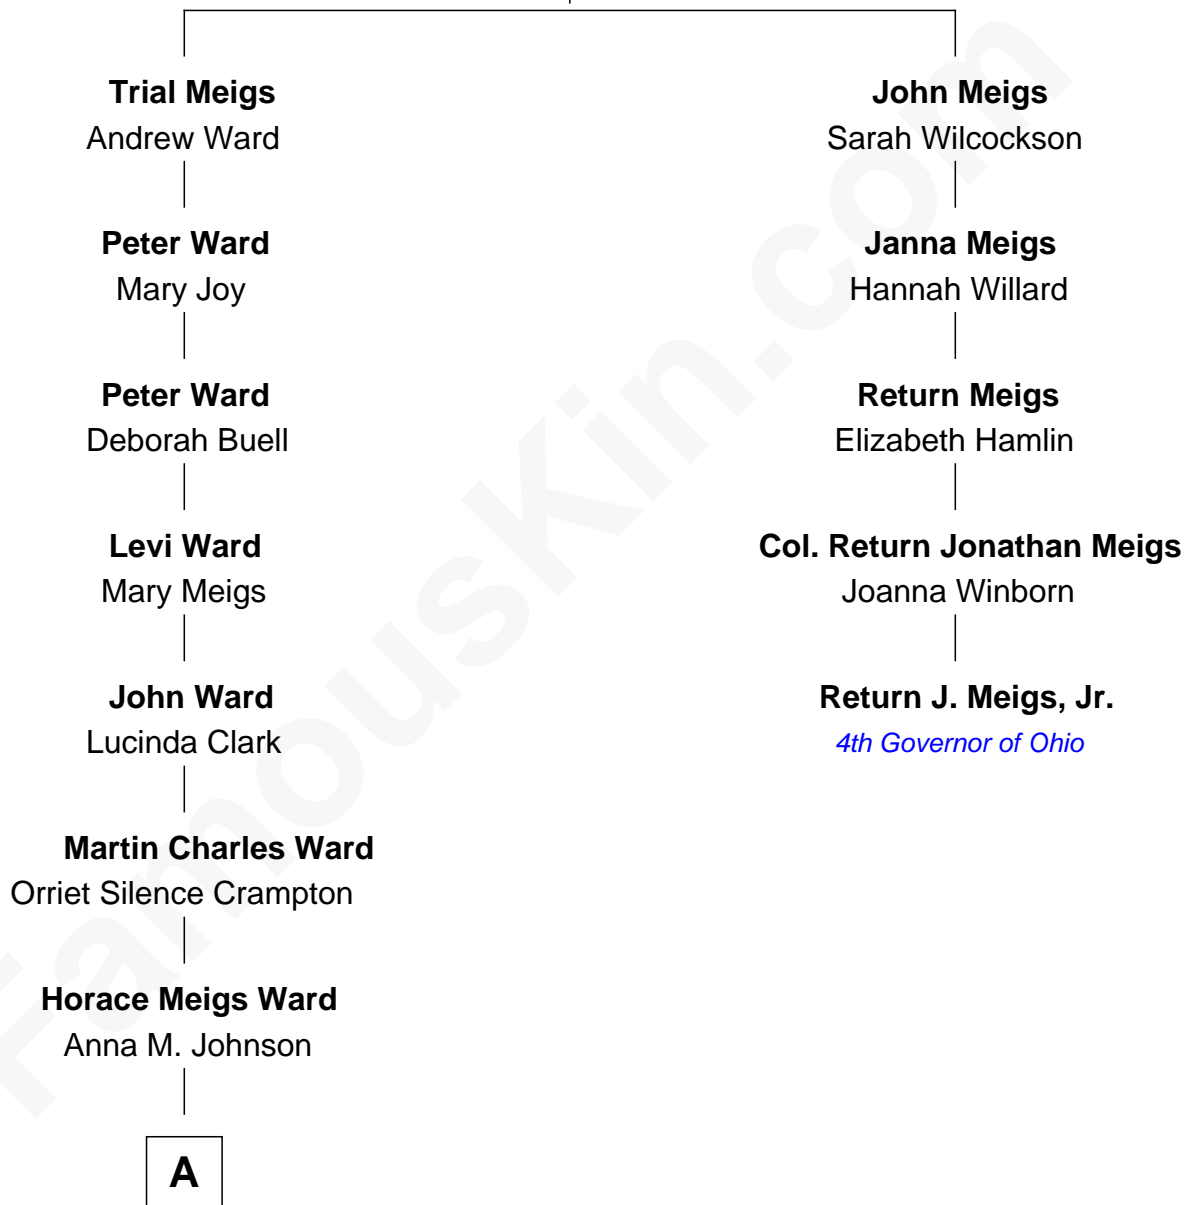 Trial Meigs
Andrew Ward
John Meigs
Sarah Wilcockson
Peter Ward
Mary Joy
Janna Meigs
Hannah Willard
Peter Ward
Deborah Buell
Return Meigs
Elizabeth Hamlin
Levi Ward
Mary Meigs
Col. Return Jonathan Meigs
Joanna Winborn
John Ward
Lucinda Clark
Return J. Meigs, Jr.
4th Governor of Ohio
Martin Charles Ward
Orriet Silence Crampton
Horace Meigs Ward
Anna M. Johnson
A
FamousKin.com